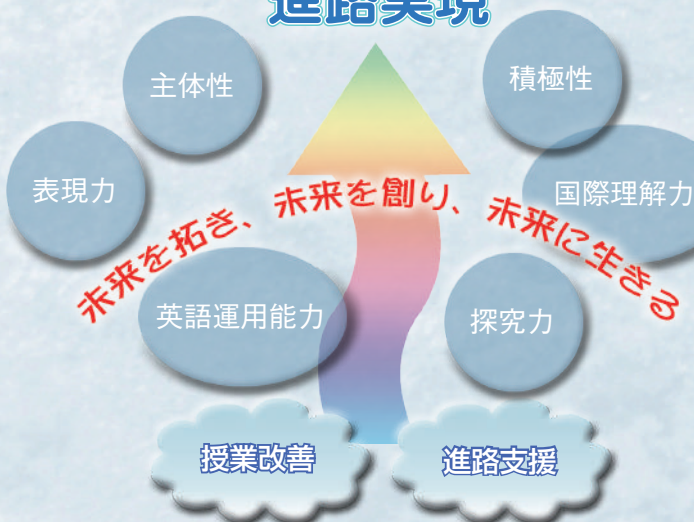 進路実現
主体性
積極性
表現力
国際理解力
未来を拓き、未来を創り、未来に生きる
英語運用能力
探究力
授業改善
進路支援